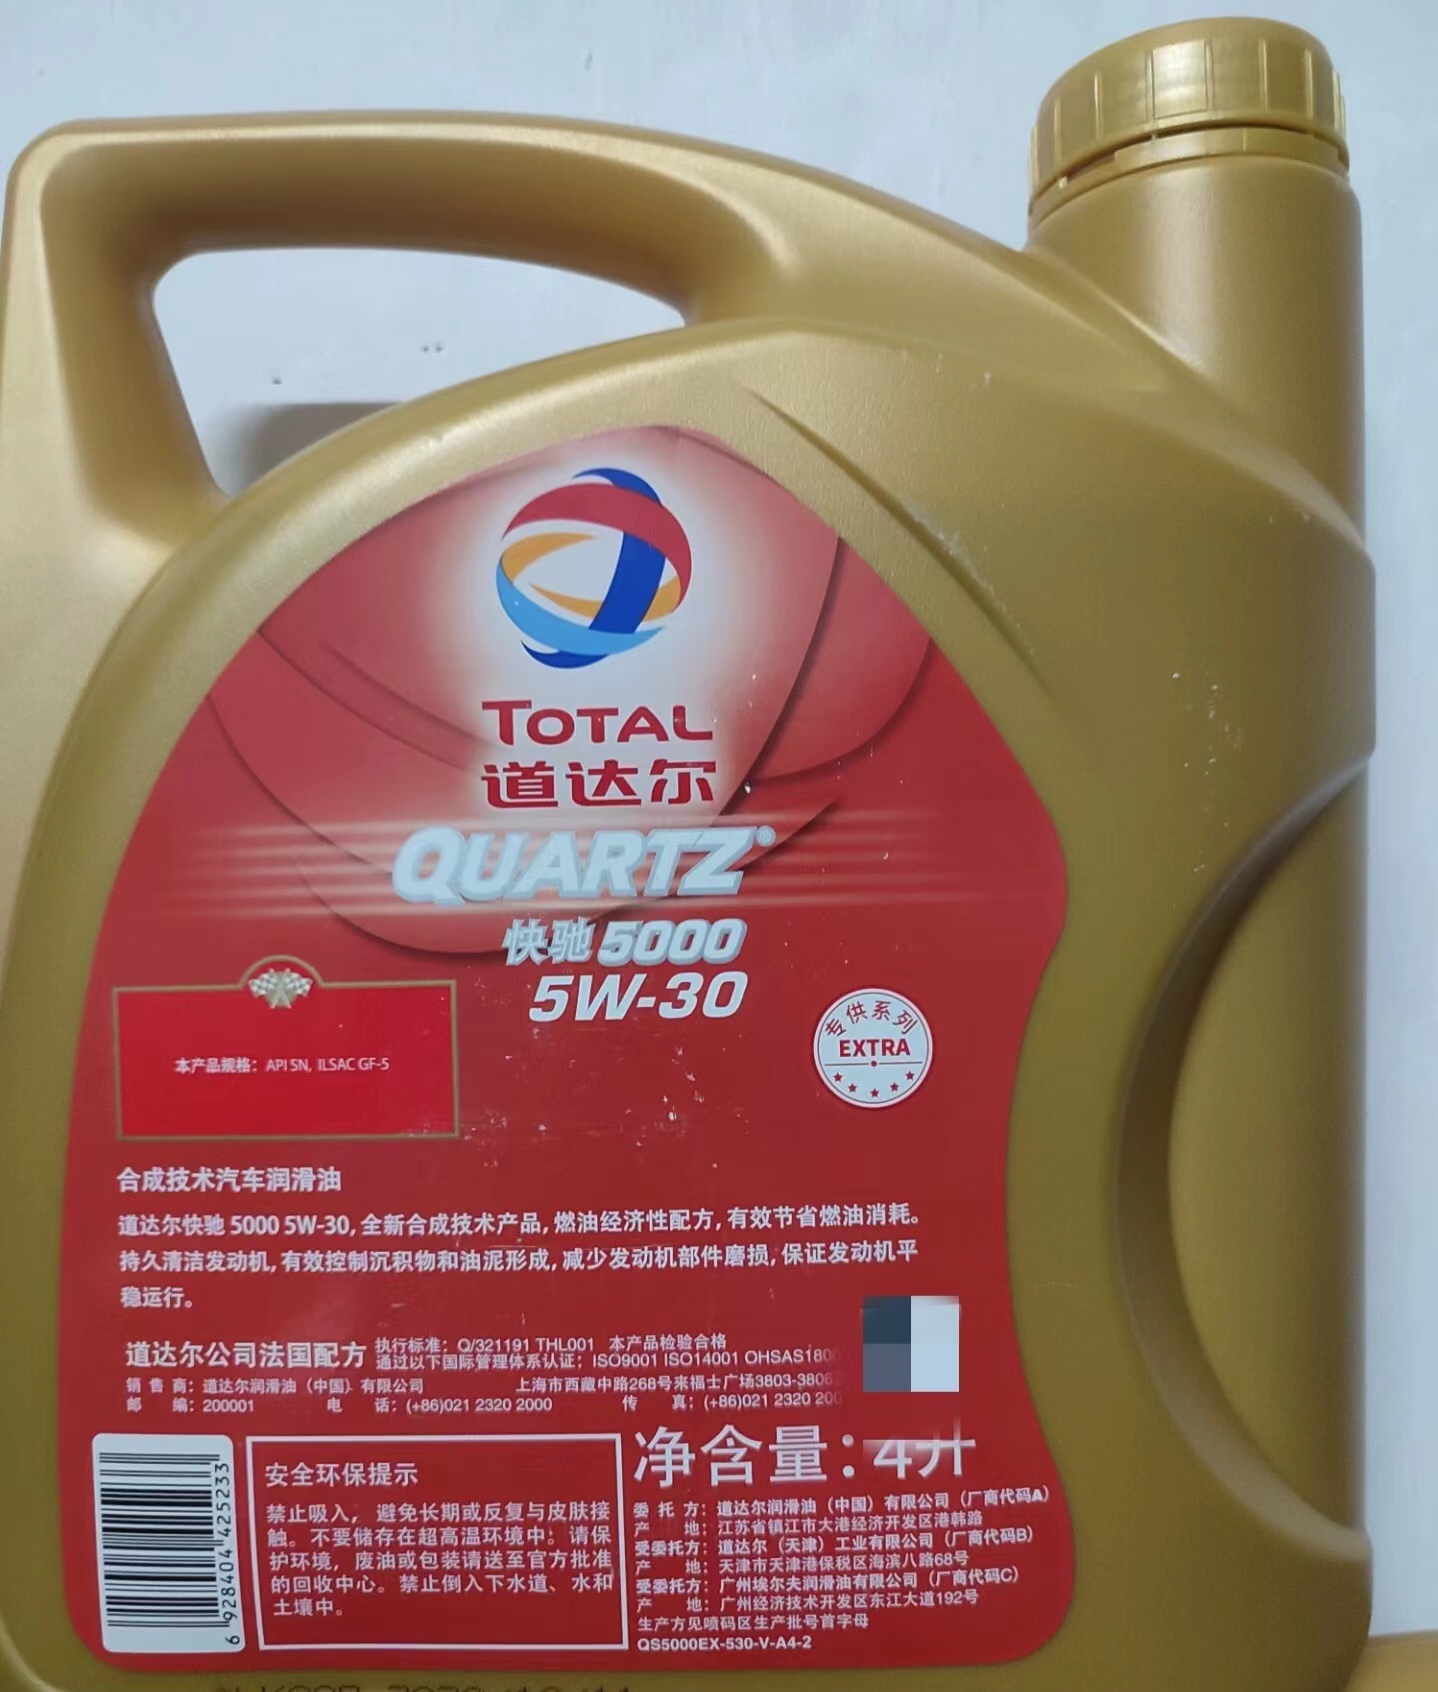 TOTAL
道达尔
QUARTZ®
快驰 5000
5W-30
专供系列
EXTRA
本产品规格：API SN, ILSAC GF-5
合成技术汽车润滑油
道达尔快驰 5000 5W-30, 全新合成技术产品, 燃油经济性配方, 有效节省燃油消耗。
持久清洁发动机, 有效控制沉积物和油泥形成, 减少发动机部件磨损, 保证发动机平
稳运行。
道达尔公司法国配方
执行标准：Q/321191 THL001 本产品检验合格
通过以下国际管理体系认证：ISO9001 ISO14001 OHSAS1800
销 售 商：道达尔润滑油（中国）有限公司 上海市西藏中路268号来福士广场3803-3806
邮 编：200001 电 话：(+86)021 2320 2000 传 真：(+86)021 2320 200
6 928404 425233
安全环保提示
禁止吸入， 避免长期或反复与皮肤接
触。不要储存在超高温环境中。请保
护环境，废油或包装请送至官方批准
的回收中心。禁止倒入下水道、水和
土壤中。
净含量：4升
委 托 方：道达尔润滑油（中国）有限公司（厂商代码A）
产 地：江苏省镇江市大港经济开发区港韩路
受委托方：道达尔（天津）工业有限公司（厂商代码B）
产 地：天津市天津港保税区海滨八路68号
受委托方：广州埃尔夫润滑油有限公司（厂商代码C）
产 地：广州经济技术开发区东江大道192号
生产方见喷码区生产批号首字母
QS5000EX-530-V-A4-2